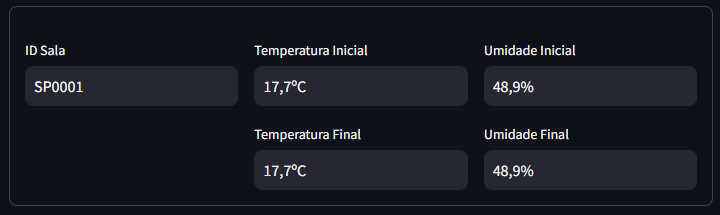 ID Sala
Temperatura Inicial
Umidade Inicial
SP0001
17,7ºC
48,9%
Temperatura Final
Umidade Final
17,7ºC
48,9%